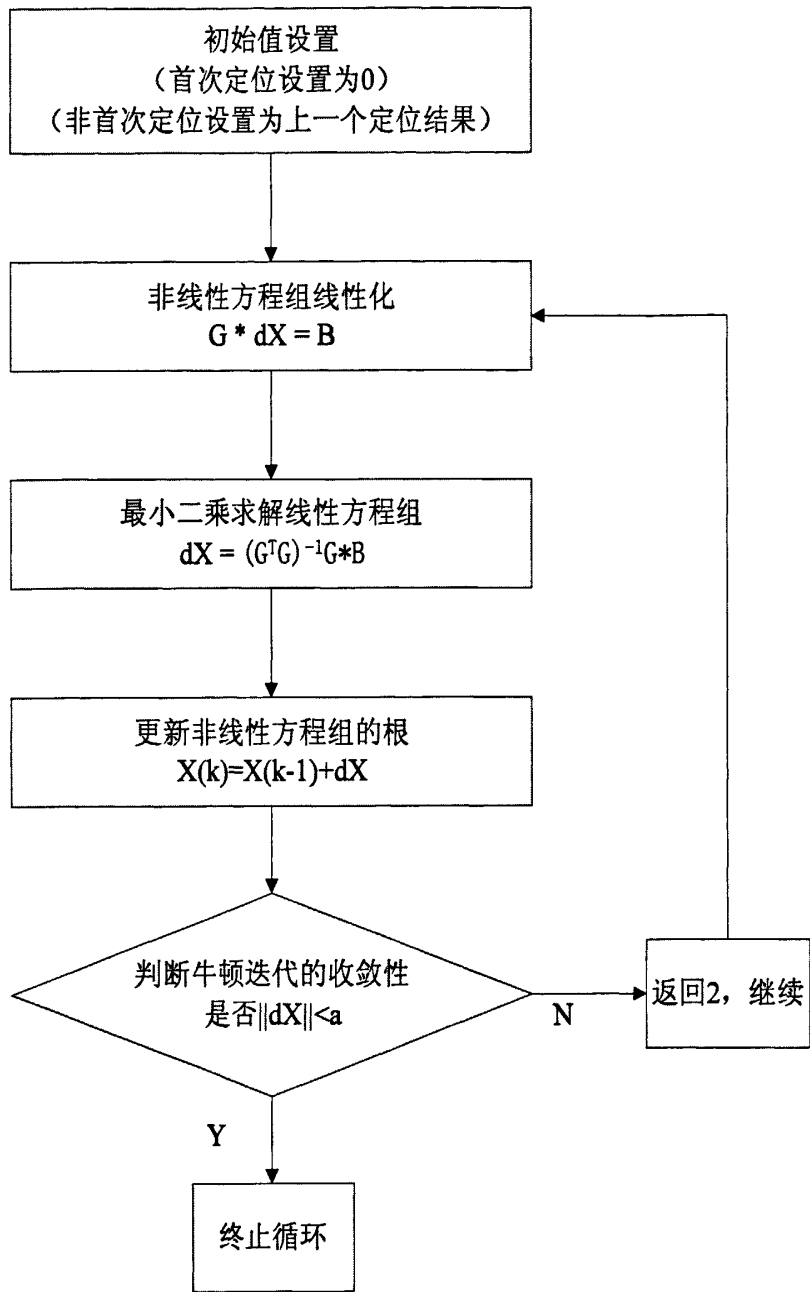 初始值设置
（首次定位设置为0）
（非首次定位设置为上一个定位结果）
非线性方程组线性化
G * dX = B
最小二乘求解线性方程组
dX = (GᵀG)⁻¹G*B
更新非线性方程组的根
X(k)=X(k-1)+dX
判断牛顿迭代的收敛性
是否||dX||<a
N
返回2，继续
Y
终止循环